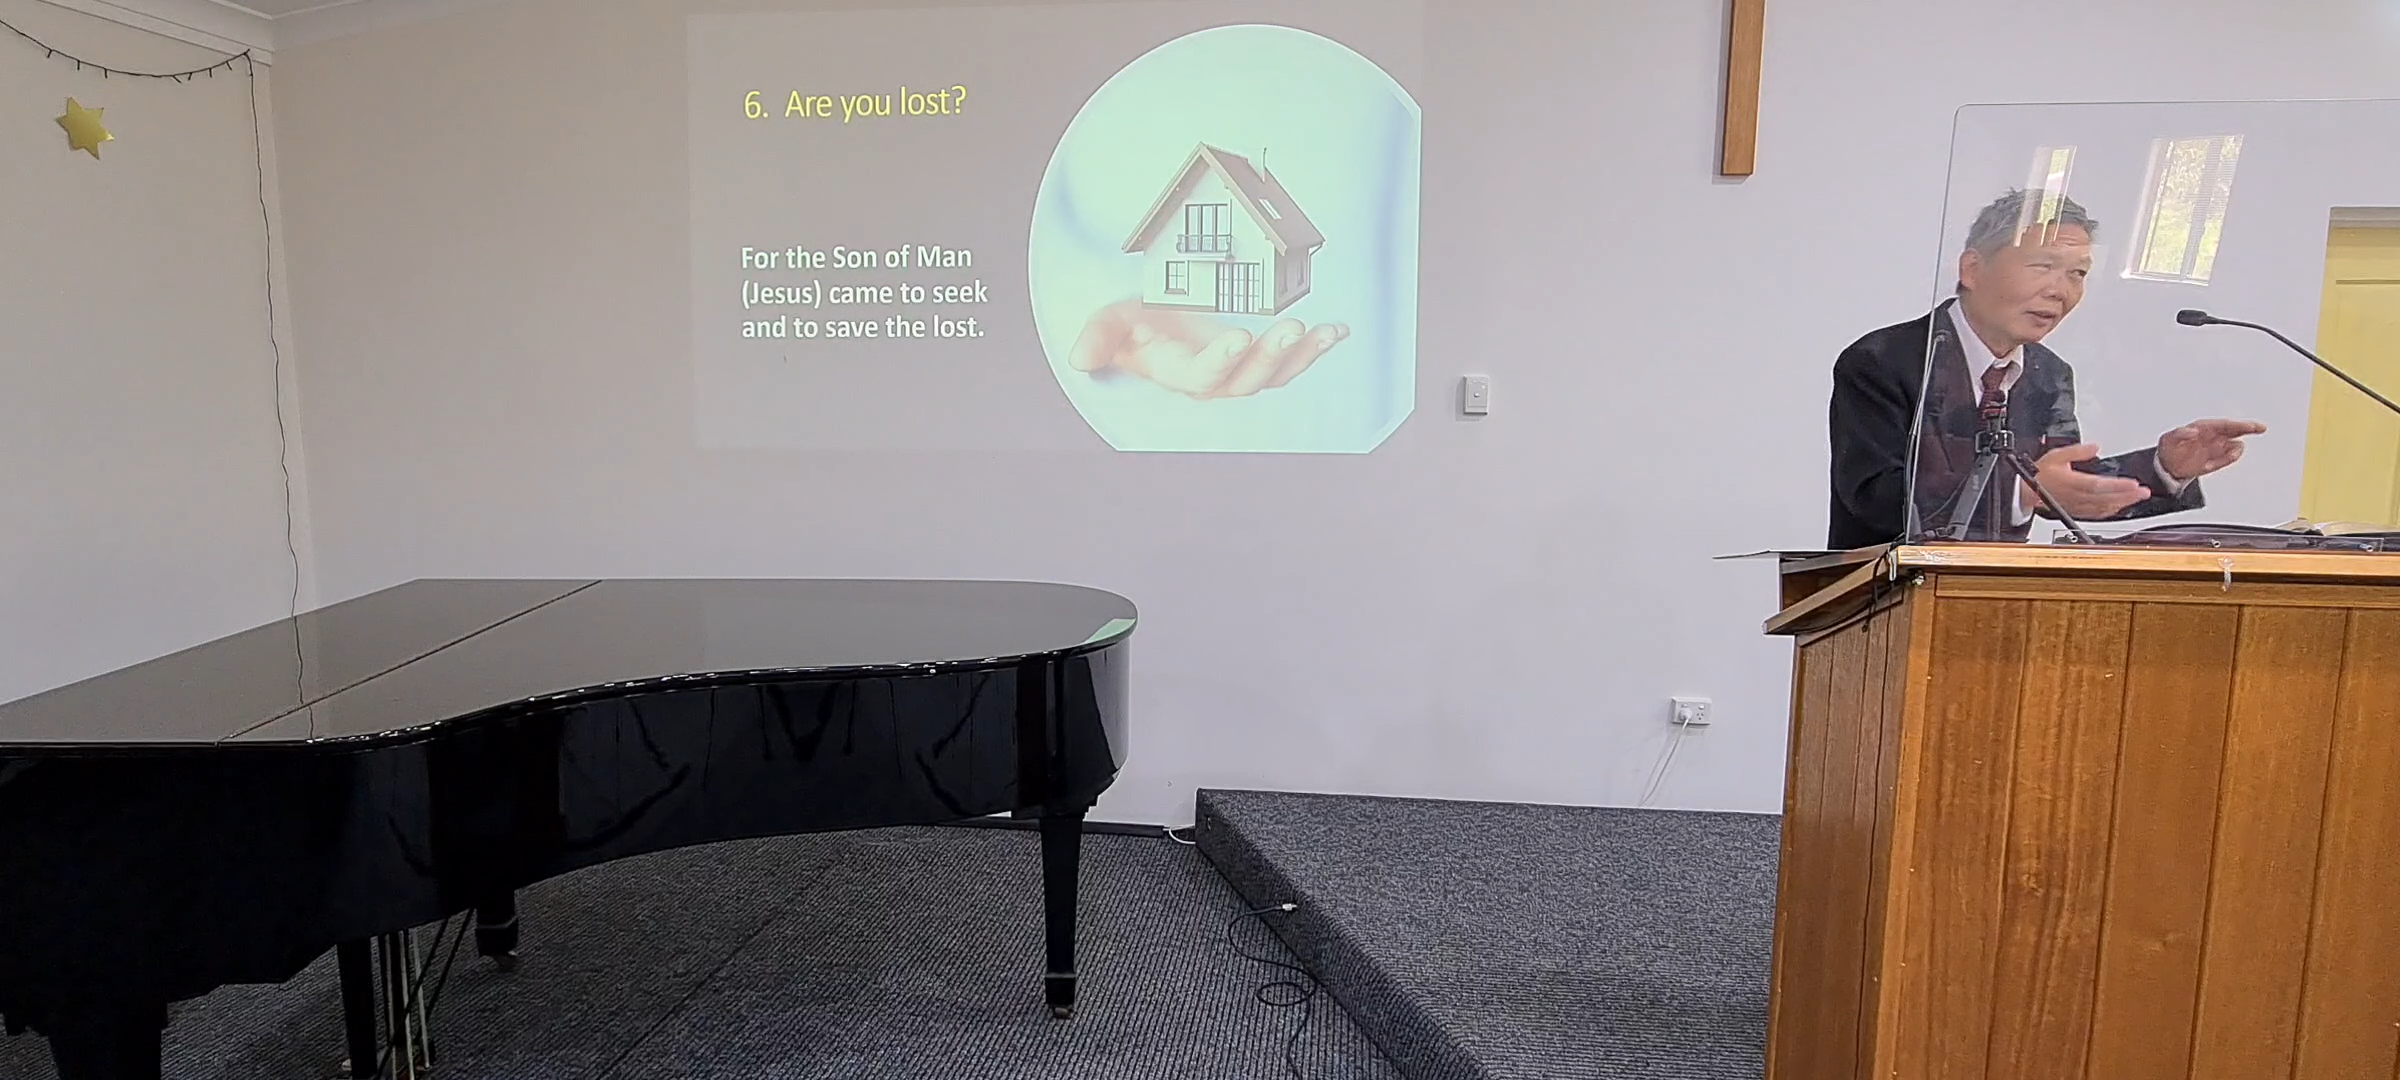 6. Are you lost?
For the Son of Man
(Jesus) came to seek
and to save the lost.